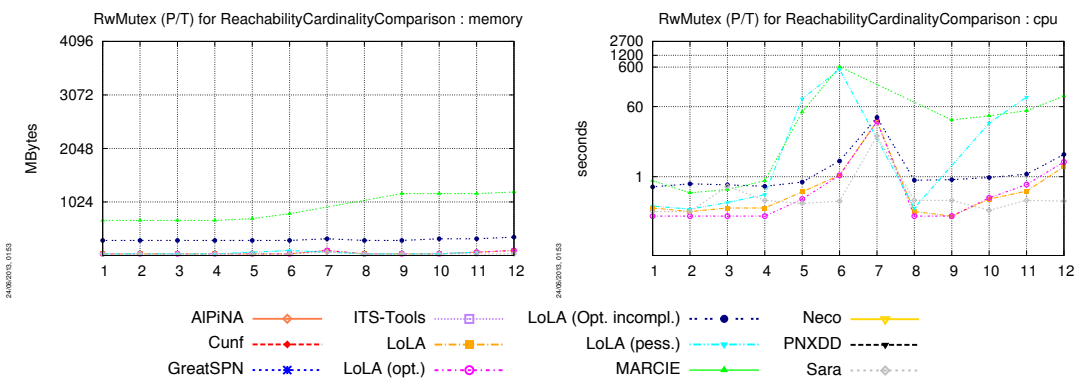 RwMutex (P/T) for ReachabilityCardinalityComparison : memory
4096
3072
2048
1024
MBytes
1 2 3 4 5 6 7 8 9 10 11 12
24/06/2013, 01:53
RwMutex (P/T) for ReachabilityCardinalityComparison : cpu
2700
1200
600
60
1
seconds
1 2 3 4 5 6 7 8 9 10 11 12
24/06/2013, 01:53
AlPiNA ITS-Tools LoLA (Opt. incompl.) Neco
Cunf LoLA LoLA (pess.) PNXDD
GreatSPN LoLA (opt.) MARCIE Sara